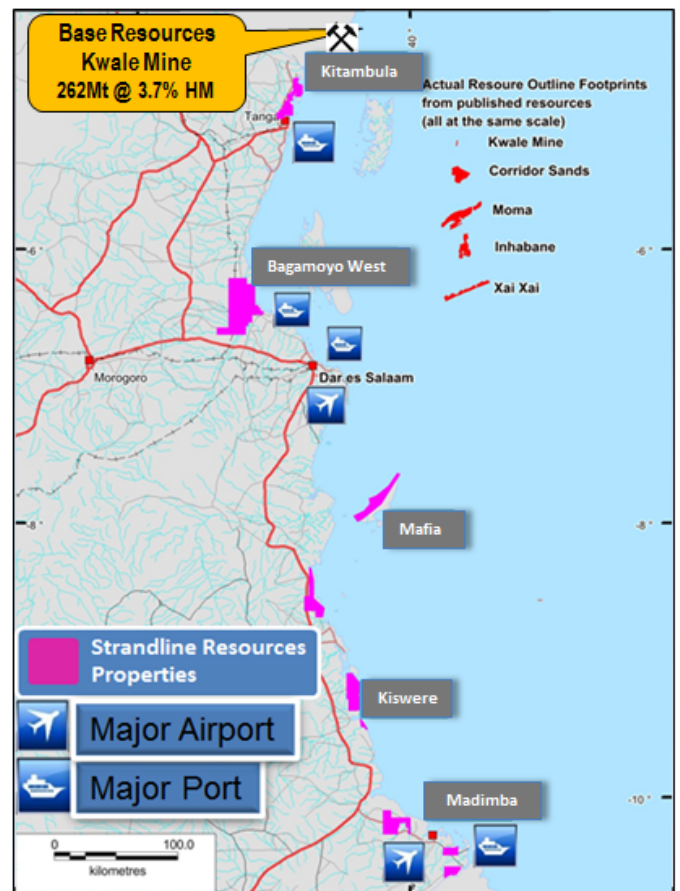 Base Resources
Kwale Mine
262Mt @ 3.7% HM
40°
Kitambula
Actual Resoure Outline Footprints
from published resources
(all at the same scale)
Kwale Mine
Corridor Sands
Moma
Inhabane
Xai Xai
Tanga
-6°
-6°
Bagamoyo West
Morogoro
Dar es Salaam
-8°
-8°
Mafia
Strandline Resources
Properties
Kiswere
Major Airport
Major Port
Madimba
-10°
0
100.0
kilometres